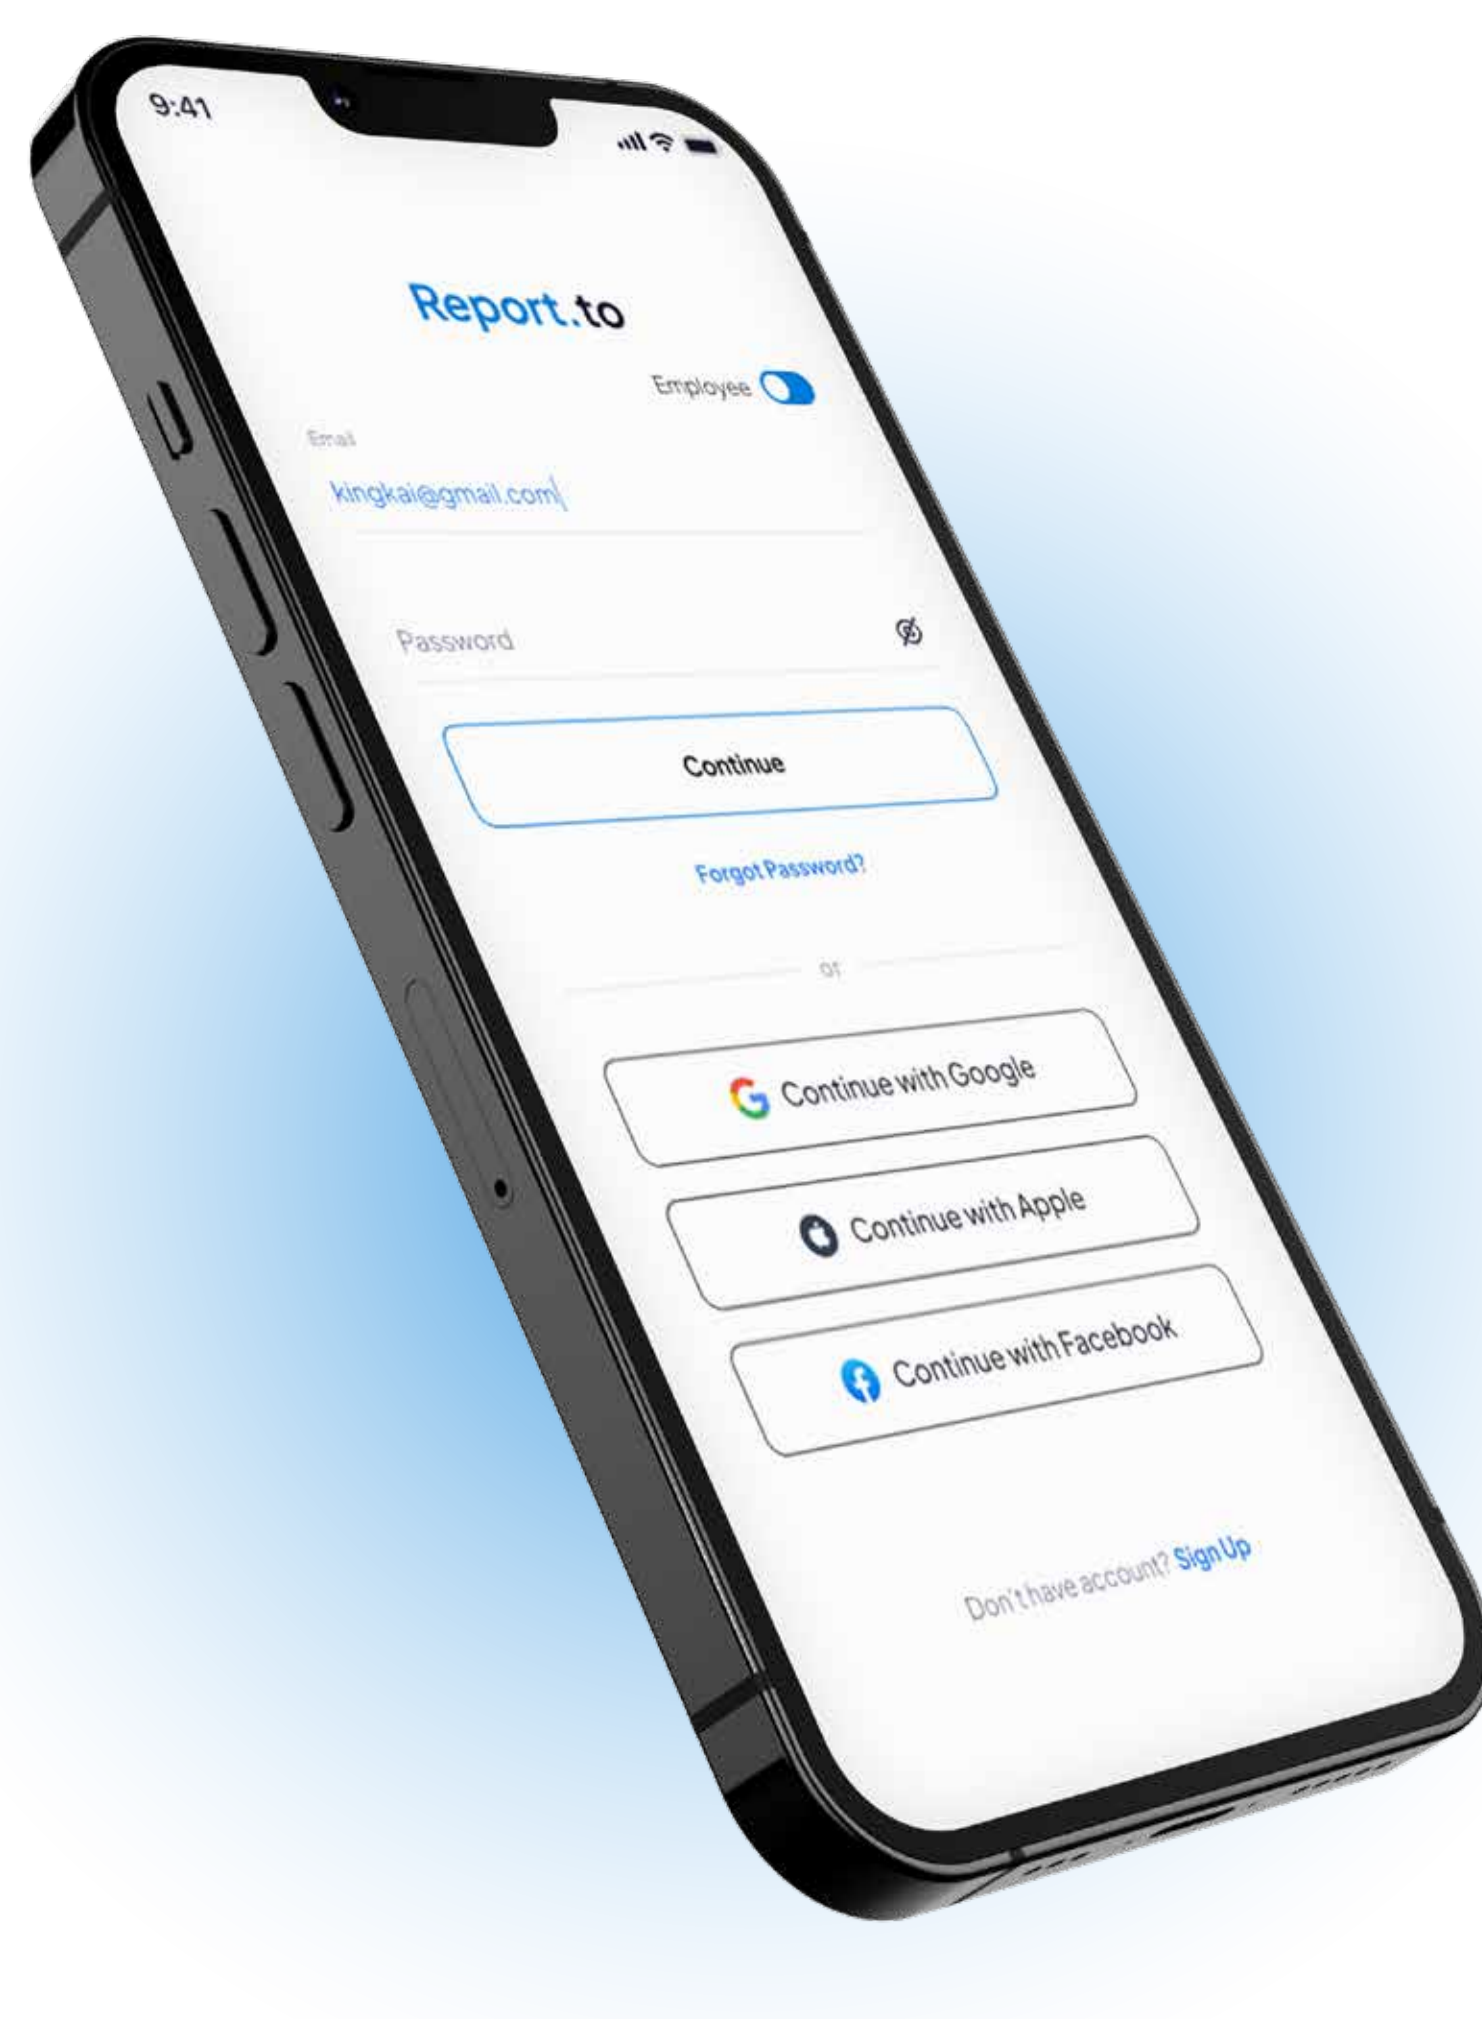 9:41
Report.to
Employee
Email
kingkai@gmail.com
Password
Continue
Forgot Password?
or
Continue with Google
Continue with Apple
Continue with Facebook
Don't have account? Sign Up